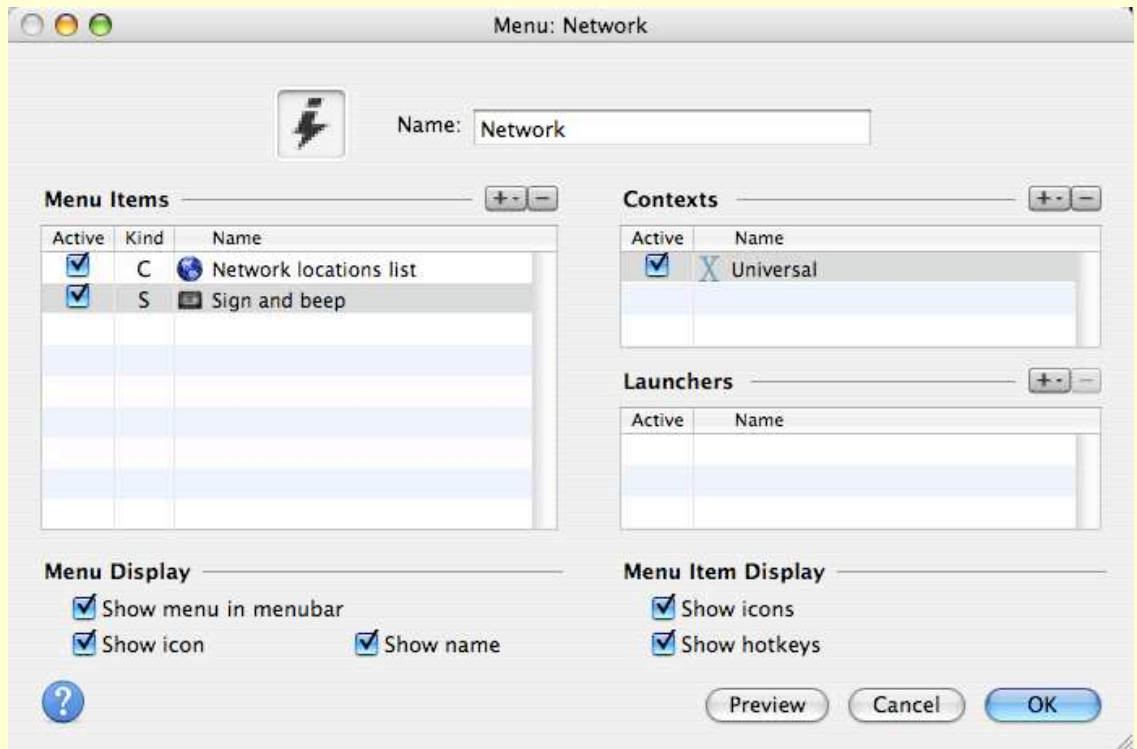 Menu: Network
Name: Network
Menu Items
Active Kind Name
C Network locations list
S Sign and beep
Contexts
Active Name
X Universal
Launchers
Active Name
Menu Display
Show menu in menubar
Show icon Show name
Menu Item Display
Show icons
Show hotkeys
? Preview Cancel OK